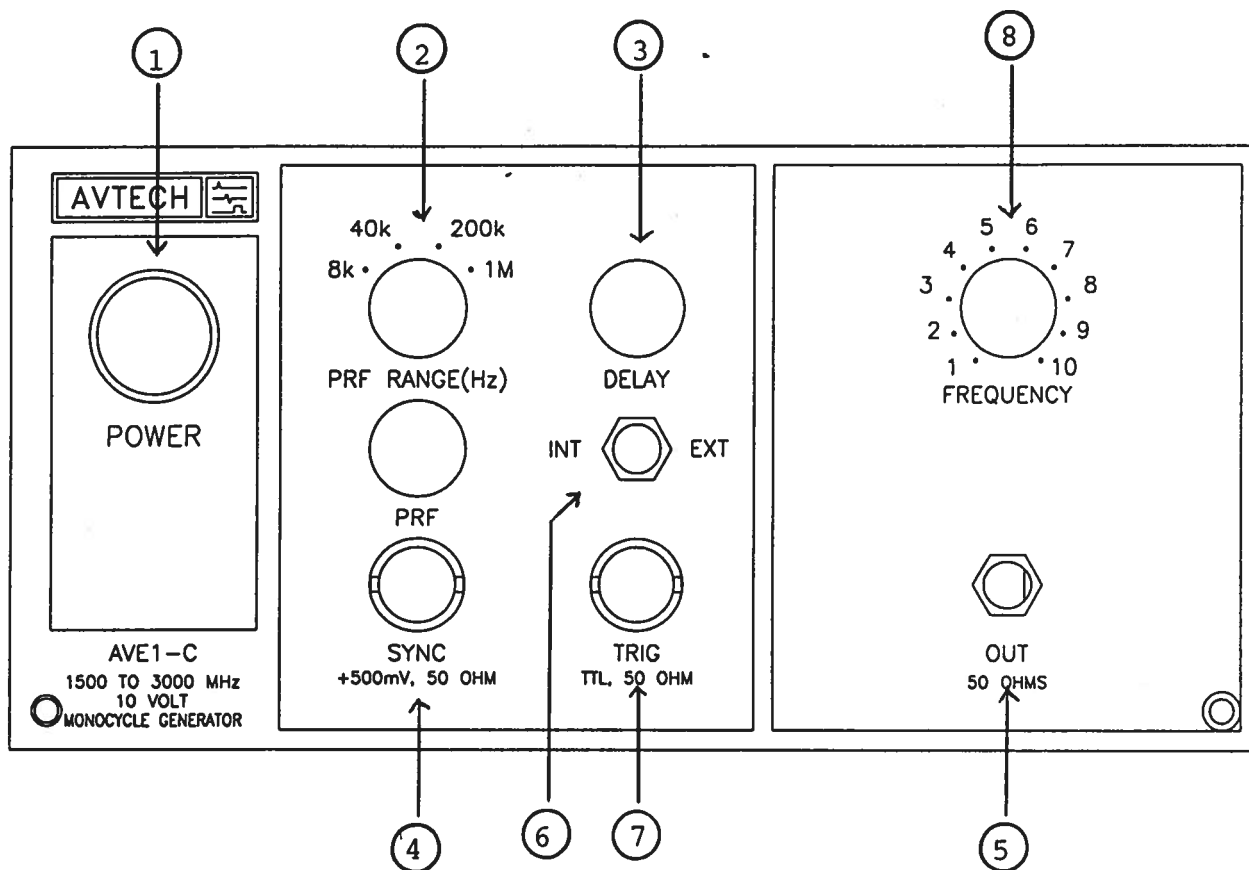 1
2
3
8
AVTECH
POWER
AVE1-C
1500 TO 3000 MHz
10 VOLT
MONOCYCLE GENERATOR
40k 200k
8k 1M
PRF RANGE(Hz)
PRF
SYNC
+500mV, 50 OHM
DELAY
INT EXT
TRIG
TTL, 50 OHM
5 6
4 7
3 8
2 9
1 10
FREQUENCY
OUT
50 OHMS
4
6
7
5